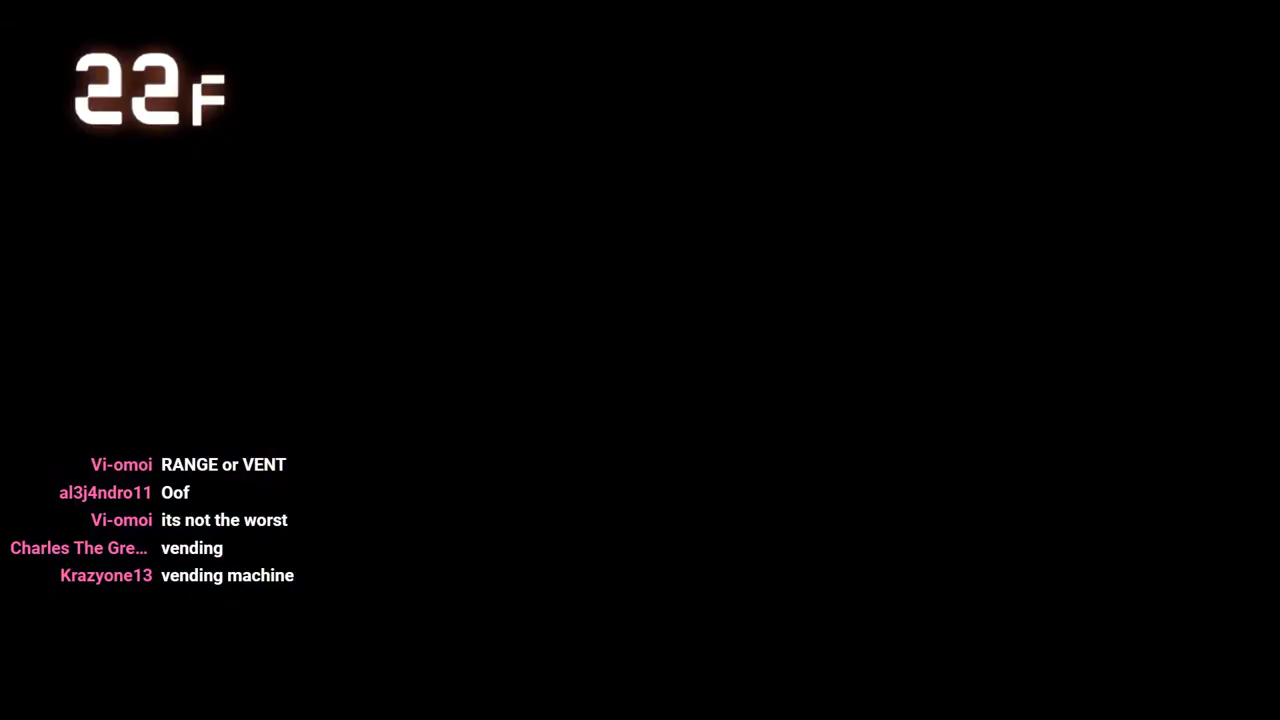 22F
Vi-omoi RANGE or VENT
al3j4ndro11 Oof
Vi-omoi its not the worst
Charles The Gre... vending
Krazyone13 vending machine